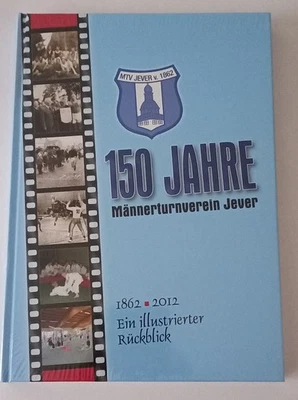 MTV JEVER v. 1862
150 JAHRE
Männerturnverein Jever
1862 ▪ 2012
Ein illustrierter
Rückblick